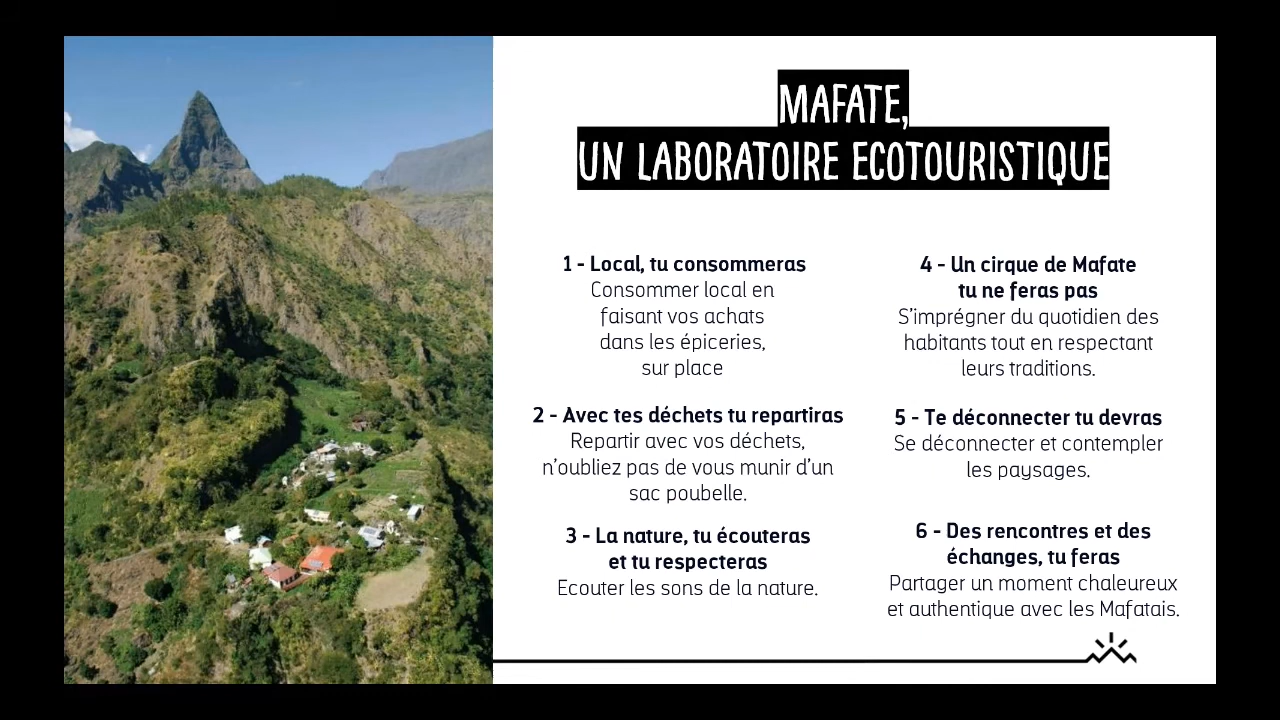 MAFATE,
UN LABORATOIRE ECOTOURISTIQUE
1 - Local, tu consommeras
Consommer local en
faisant vos achats
dans les épiceries,
sur place
2 - Avec tes déchets tu repartiras
Repartir avec vos déchets,
n'oubliez pas de vous munir d'un
sac poubelle.
3 - La nature, tu écouteras
et tu respecteras
Ecouter les sons de la nature.
4 - Un cirque de Mafate
tu ne feras pas
S'imprégner du quotidien des
habitants tout en respectant
leurs traditions.
5 - Te déconnecter tu devras
Se déconnecter et contempler
les paysages.
6 - Des rencontres et des
échanges, tu feras
Partager un moment chaleureux
et authentique avec les Mafatais.